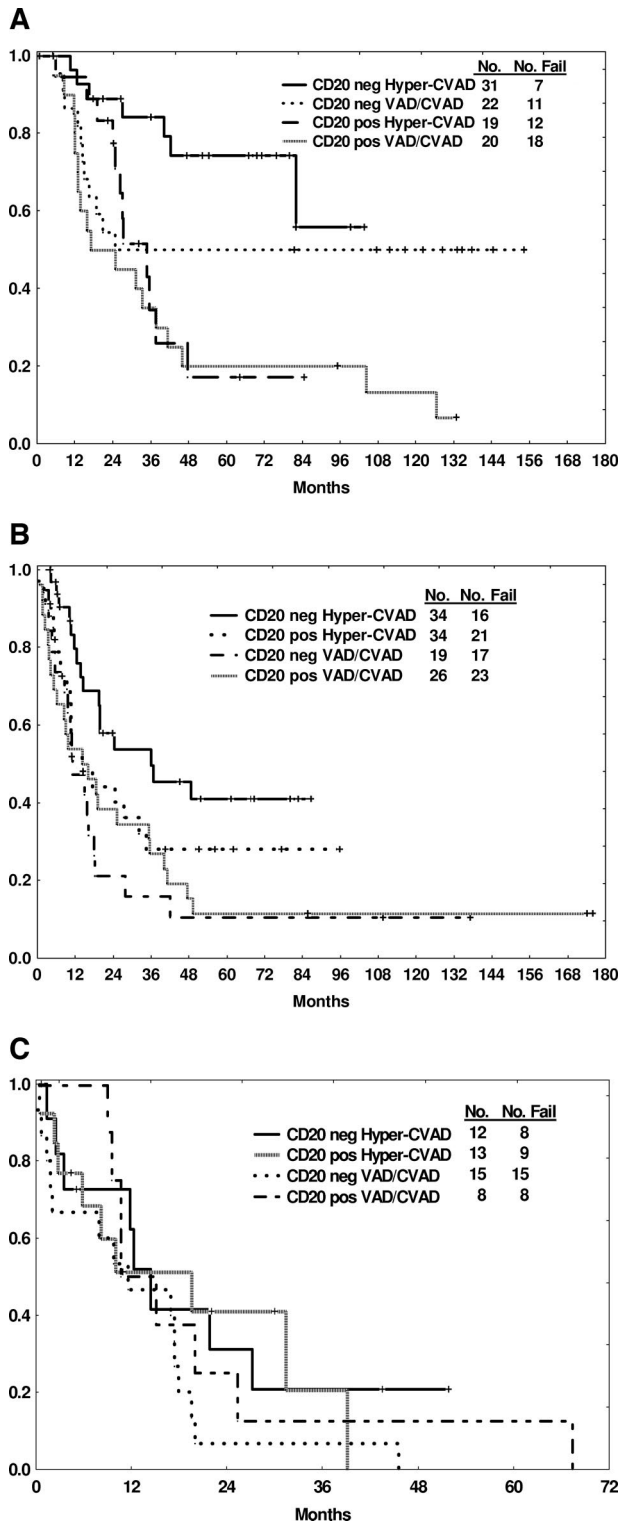 A
No. No. Fail
CD20 neg Hyper-CVAD 31 7
CD20 neg VAD/CVAD 22 11
CD20 pos Hyper-CVAD 19 12
CD20 pos VAD/CVAD 20 18
1.0
0.8
0.6
0.4
0.2
0.0
0 12 24 36 48 60 72 84 96 108 120 132 144 156 168 180
Months
B
No. No. Fail
CD20 neg Hyper-CVAD 34 16
CD20 pos Hyper-CVAD 34 21
CD20 neg VAD/CVAD 19 17
CD20 pos VAD/CVAD 26 23
1.0
0.8
0.6
0.4
0.2
0.0
0 12 24 36 48 60 72 84 96 108 120 132 144 156 168 180
Months
C
No. No. Fail
CD20 neg Hyper-CVAD 12 8
CD20 pos Hyper-CVAD 13 9
CD20 neg VAD/CVAD 15 15
CD20 pos VAD/CVAD 8 8
1.0
0.8
0.6
0.4
0.2
0.0
0 12 24 36 48 60 72
Months